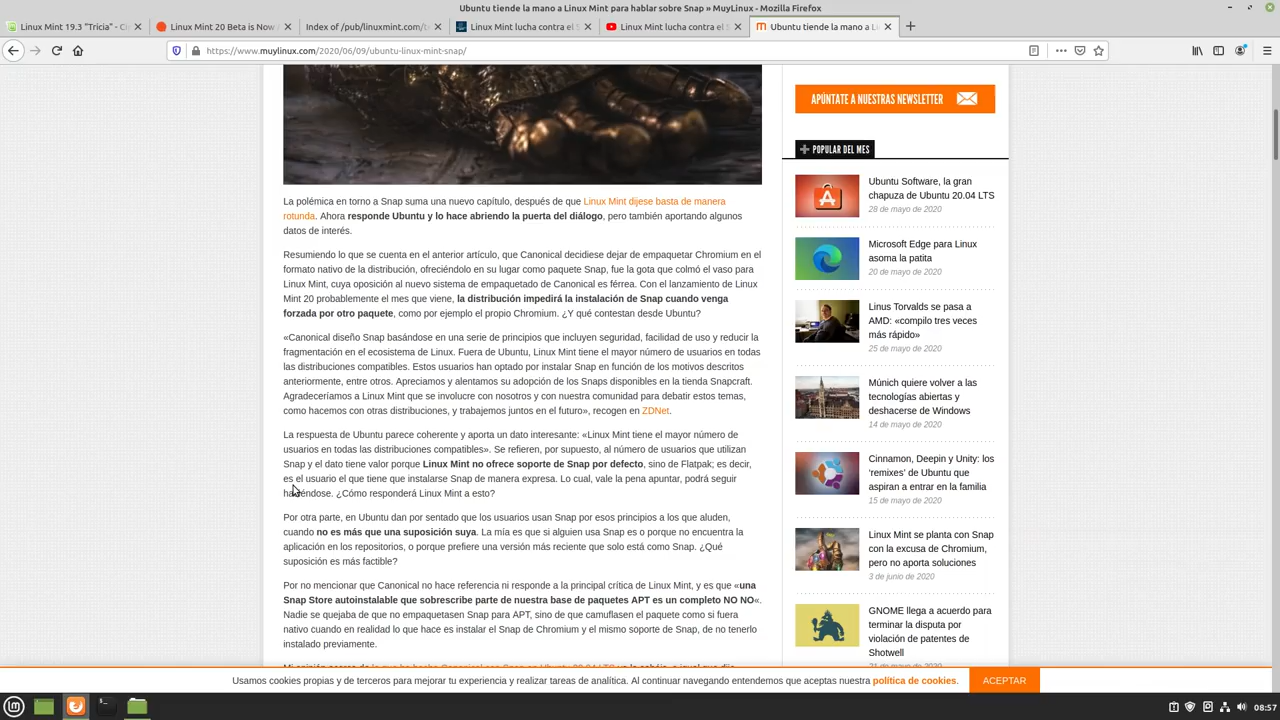 Ubuntu tiende la mano a Linux Mint para hablar sobre Snap » MuyLinux - Mozilla Firefox
Linux Mint 19.3 "Tricia" - C
Linux Mint 20 Beta is Now A
Index of /pub/linuxmint.com/t
Linux Mint lucha contra el S
Linux Mint lucha contra el S
Ubuntu tiende la mano a Li
https://www.muylinux.com/2020/06/09/ubuntu-linux-mint-snap/
APÚNTATE A NUESTRAS NEWSLETTER
La polémica en torno a Snap suma una nuevo capítulo, después de que Linux Mint dijese basta de manera
rotunda. Ahora responde Ubuntu y lo hace abriendo la puerta del diálogo, pero también aportando algunos
datos de interés.
Resumiendo lo que se cuenta en el anterior artículo, que Canonical decidiese dejar de empaquetar Chromium en el
formato nativo de la distribución, ofreciéndolo en su lugar como paquete Snap, fue la gota que colmó el vaso para
Linux Mint, cuya oposición al nuevo sistema de empaquetado de Canonical es férrea. Con el lanzamiento de Linux
Mint 20 probablemente el mes que viene, la distribución impedirá la instalación de Snap cuando venga
forzada por otro paquete, como por ejemplo el propio Chromium. ¿Y qué contestan desde Ubuntu?
«Canonical diseño Snap basándose en una serie de principios que incluyen seguridad, facilidad de uso y reducir la
fragmentación en el ecosistema de Linux. Fuera de Ubuntu, Linux Mint tiene el mayor número de usuarios en todas
las distribuciones compatibles. Estos usuarios han optado por instalar Snap en función de los motivos descritos
anteriormente, entre otros. Apreciamos y alentamos su adopción de los Snaps disponibles en la tienda Snapcraft.
Agradeceríamos a Linux Mint que se involucre con nosotros y con nuestra comunidad para debatir estos temas,
como hacemos con otras distribuciones, y trabajemos juntos en el futuro», recogen en ZDNet.
La respuesta de Ubuntu parece coherente y aporta un dato interesante: «Linux Mint tiene el mayor número de
usuarios en todas las distribuciones compatibles». Se refieren, por supuesto, al número de usuarios que utilizan
Snap y el dato tiene valor porque Linux Mint no ofrece soporte de Snap por defecto, sino de Flatpak; es decir,
es el usuario el que tiene que instalarse Snap de manera expresa. Lo cual, vale la pena apuntar, podrá seguir
haciéndose. ¿Cómo responderá Linux Mint a esto?
Por otra parte, en Ubuntu dan por sentado que los usuarios usan Snap por esos principios a los que aluden,
cuando no es más que una suposición suya. La mía es que si alguien usa Snap es o porque no encuentra la
aplicación en los repositorios, o porque prefiere una versión más reciente que solo está como Snap. ¿Qué
suposición es más factible?
Por no mencionar que Canonical no hace referencia ni responde a la principal crítica de Linux Mint, y es que «una
Snap Store autoinstalable que sobrescribe parte de nuestra base de paquetes APT es un completo NO NO«.
Nadie se quejaba de que no empaquetasen Snap para APT, sino de que camuflasen el paquete como si fuera
nativo cuando en realidad lo que hace es instalar el Snap de Chromium y el mismo soporte de Snap, de no tenerlo
instalado previamente.
POPULAR DEL MES
Ubuntu Software, la gran
chapuza de Ubuntu 20.04 LTS
28 de mayo de 2020
Microsoft Edge para Linux
asoma la patita
20 de mayo de 2020
Linus Torvalds se pasa a
AMD: «compilo tres veces
más rápido»
25 de mayo de 2020
Múnich quiere volver a las
tecnologías abiertas y
deshacerse de Windows
14 de mayo de 2020
Cinnamon, Deepin y Unity: los
'remixes' de Ubuntu que
aspiran a entrar en la familia
15 de mayo de 2020
Linux Mint se planta con Snap
con la excusa de Chromium,
pero no aporta soluciones
3 de junio de 2020
GNOME llega a acuerdo para
terminar la disputa por
violación de patentes de
Shotwell
Usamos cookies propias y de terceros para mejorar tu experiencia y realizar tareas de analítica. Al continuar navegando entendemos que aceptas nuestra política de cookies.
ACEPTAR
08:57